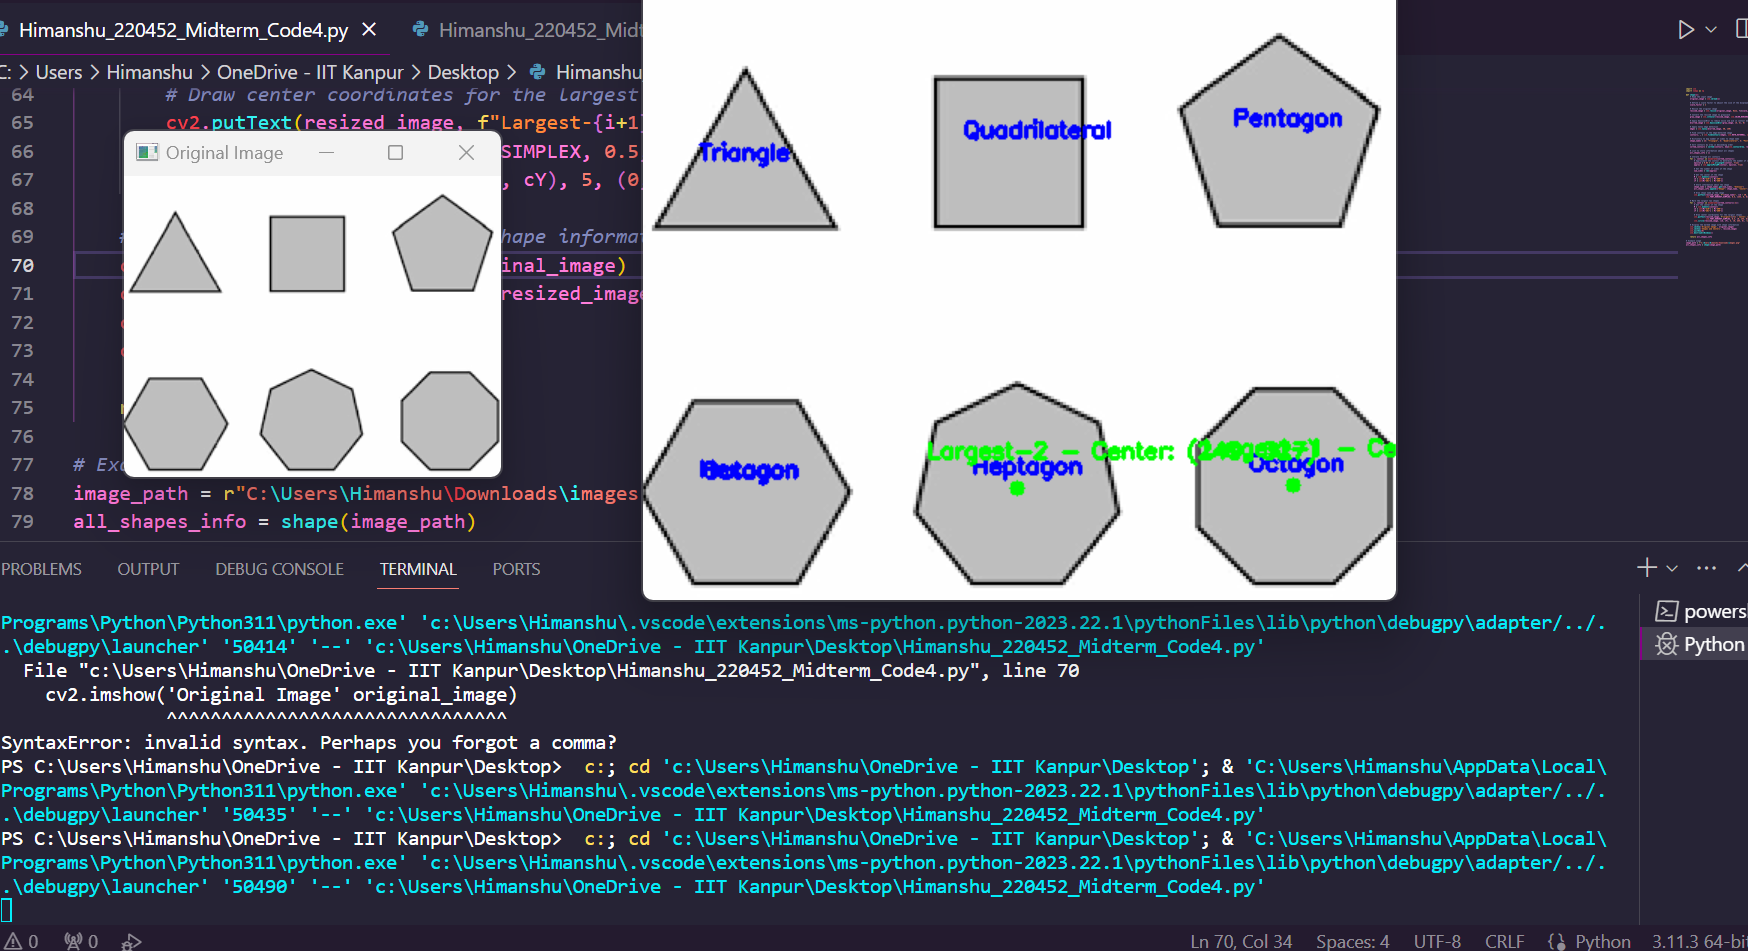 Himanshu_220452_Midterm_Code4.py
Himanshu_220452_Midt
C: > Users > Himanshu > OneDrive - IIT Kanpur > Desktop > Himanshu
64 # Draw center coordinates for the largest
65 cv2.putText(resized_image, f"Largest-{i+1}
66 SIMPLEX, 0.5,
67 , cY), 5, (0,
68
69 hape informat
70 inal_image)
71 resized_image
72
73
74
75
76
77 # Exa
78 image_path = r"C:\Users\Himanshu\Downloads\images
79 all_shapes_info = shape(image_path)
Original Image
Triangle
Quadrilateral
Pentagon
Heptagon
Octagon
Largest-2 - Center: (
- Ce
PROBLEMS OUTPUT DEBUG CONSOLE TERMINAL PORTS
powers
Python
Programs\Python\Python311\python.exe' 'c:\Users\Himanshu\.vscode\extensions\ms-python.python-2023.22.1\pythonFiles\lib\python\debugpy\adapter/../.
.\debugpy\launcher' '50414' '--' 'c:\Users\Himanshu\OneDrive - IIT Kanpur\Desktop\Himanshu_220452_Midterm_Code4.py'
File "c:\Users\Himanshu\OneDrive - IIT Kanpur\Desktop\Himanshu_220452_Midterm_Code4.py", line 70
cv2.imshow('Original Image' original_image)
^^^^^^^^^^^^^^^^^^^^^^^^^^^^^^^
SyntaxError: invalid syntax. Perhaps you forgot a comma?
PS C:\Users\Himanshu\OneDrive - IIT Kanpur\Desktop> c:; cd 'c:\Users\Himanshu\OneDrive - IIT Kanpur\Desktop'; & 'C:\Users\Himanshu\AppData\Local\
Programs\Python\Python311\python.exe' 'c:\Users\Himanshu\.vscode\extensions\ms-python.python-2023.22.1\pythonFiles\lib\python\debugpy\adapter/../.
.\debugpy\launcher' '50435' '--' 'c:\Users\Himanshu\OneDrive - IIT Kanpur\Desktop\Himanshu_220452_Midterm_Code4.py'
PS C:\Users\Himanshu\OneDrive - IIT Kanpur\Desktop> c:; cd 'c:\Users\Himanshu\OneDrive - IIT Kanpur\Desktop'; & 'C:\Users\Himanshu\AppData\Local\
Programs\Python\Python311\python.exe' 'c:\Users\Himanshu\.vscode\extensions\ms-python.python-2023.22.1\pythonFiles\lib\python\debugpy\adapter/../.
.\debugpy\launcher' '50490' '--' 'c:\Users\Himanshu\OneDrive - IIT Kanpur\Desktop\Himanshu_220452_Midterm_Code4.py'
0 0 Ln 70, Col 34 Spaces: 4 UTF-8 CRLF {} Python 3.11.3 64-bit